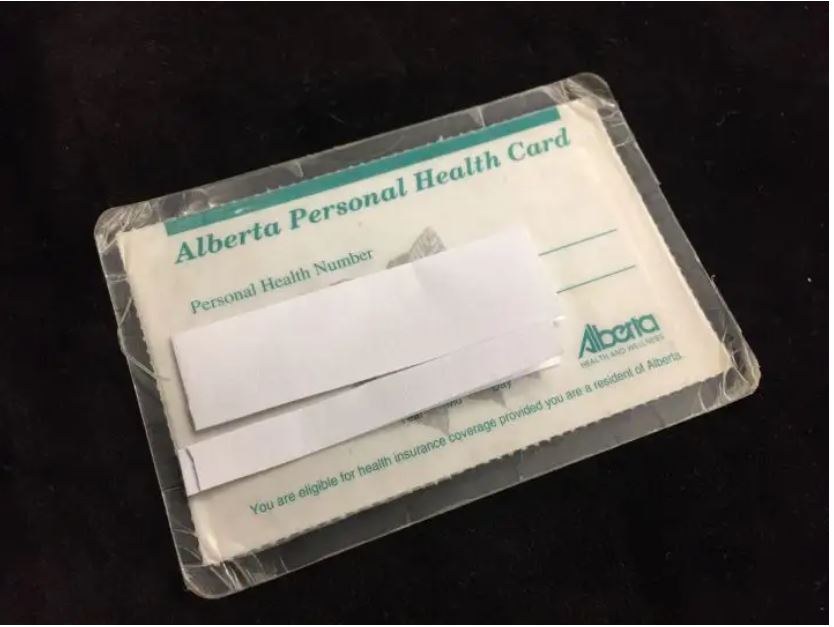 Alberta Personal Health Card
Personal Health Number
Alberta
HEALTH AND WELLNESS
Day
You are eligible for health insurance coverage provided you are a resident of Alberta.